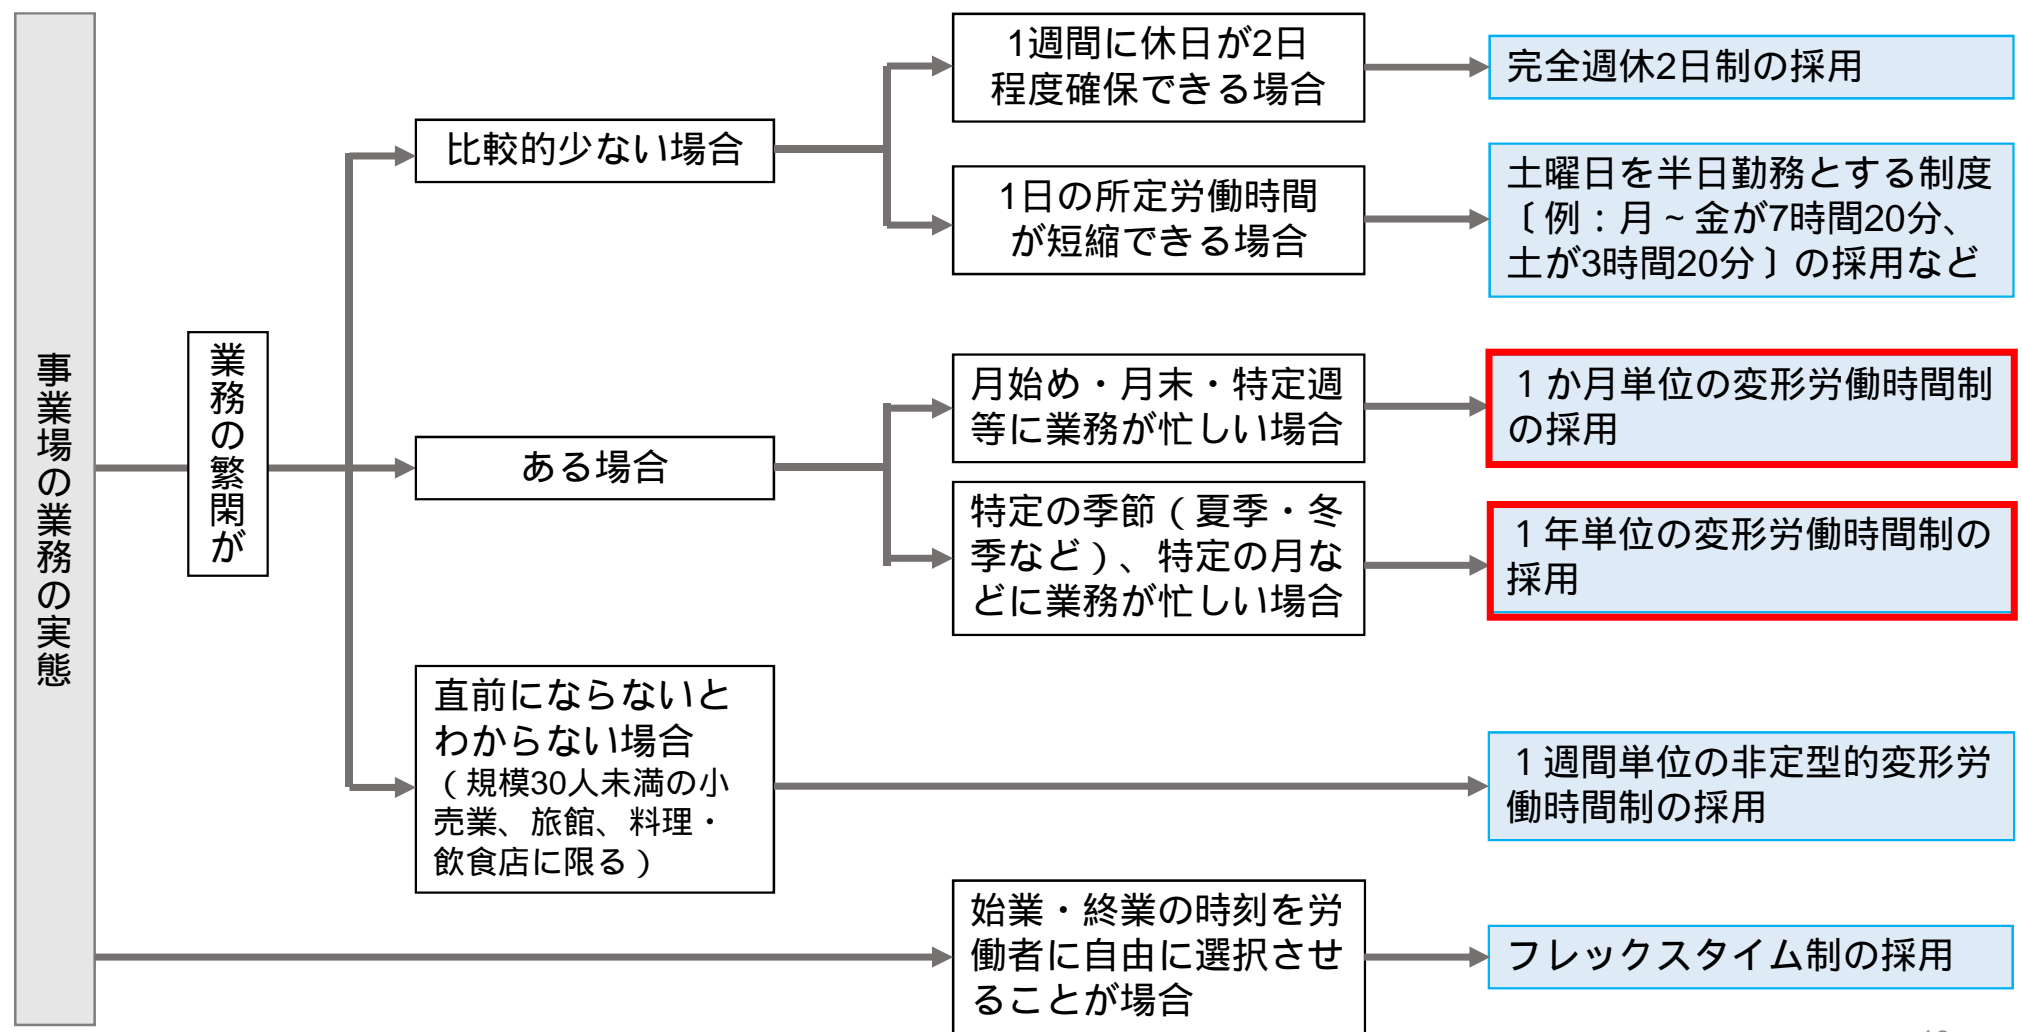 事業場の業務の実態
業務の繁閑が
比較的少ない場合
1週間に休日が2日
程度確保できる場合
完全週休2日制の採用
1日の所定労働時間
が短縮できる場合
土曜日を半日勤務とする制度
〔例：月~金が7時間20分、
土が3時間20分〕の採用など
ある場合
月始め・月末・特定週
等に業務が忙しい場合
１か月単位の変形労働時間制
の採用
特定の季節（夏季・冬
季など）、特定の月な
どに業務が忙しい場合
１年単位の変形労働時間制の
採用
直前にならないと
わからない場合
（規模30人未満の小
売業、旅館、料理・
飲食店に限る）
１週間単位の非定型的変形労
働時間制の採用
始業・終業の時刻を労
働者に自由に選択させ
ることが場合
フレックスタイム制の採用